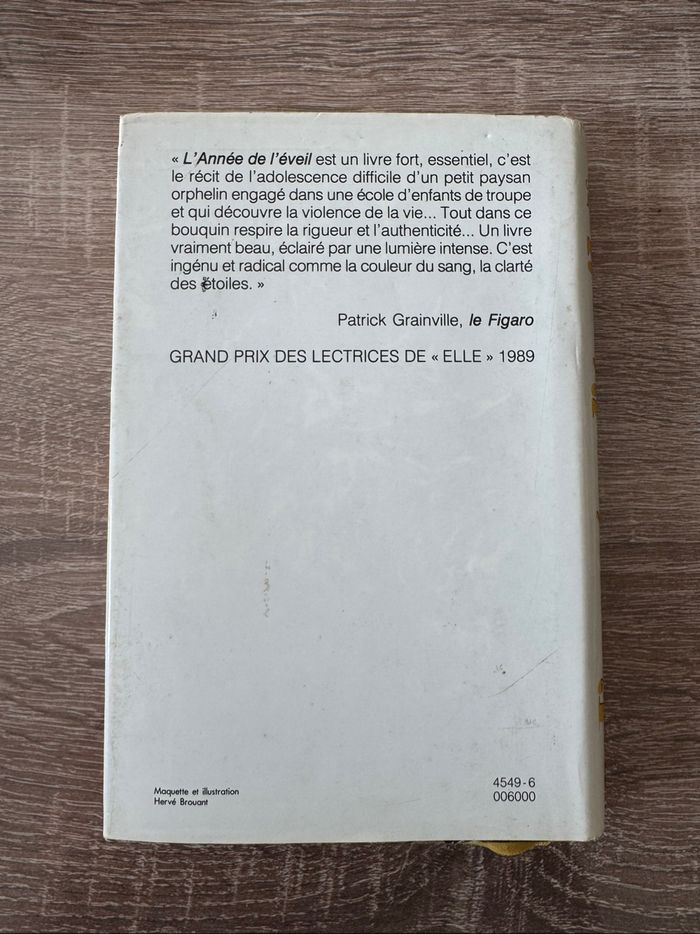 « L'Année de l'éveil est un livre fort, essentiel, c'est
le récit de l'adolescence difficile d'un petit paysan
orphelin engagé dans une école d'enfants de troupe
et qui découvre la violence de la vie... Tout dans ce
bouquin respire la rigueur et l'authenticité... Un livre
vraiment beau, éclairé par une lumière intense. C'est
ingénu et radical comme la couleur du sang, la clarté
des étoiles. »
Patrick Grainville, le Figaro
GRAND PRIX DES LECTRICES DE « ELLE » 1989
Maquette et illustration
Hervé Brouant
4549-6
006000